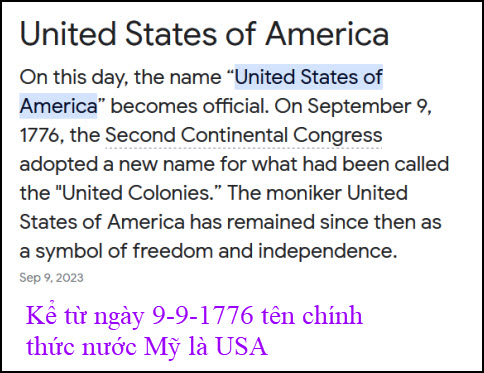 United States of America
On this day, the name “United States of
America” becomes official. On September 9,
1776, the Second Continental Congress
adopted a new name for what had been called
the "United Colonies.” The moniker United
States of America has remained since then as
a symbol of freedom and independence.
Sep 9, 2023
Kể từ ngày 9-9-1776 tên chính
thức nước Mỹ là USA